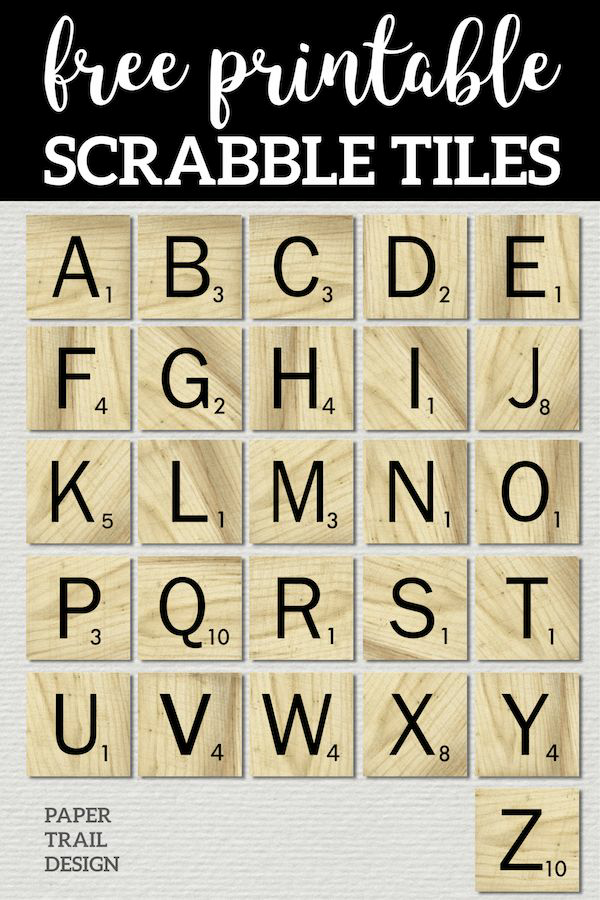 free printable
SCRABBLE TILES
A1 B3 C3 D2 E1
F4 G2 H4 I1 J8
K5 L1 M3 N1 O1
P3 Q10 R1 S1 T1
U1 V4 W4 X8 Y4
PAPER
TRAIL
DESIGN
Z10